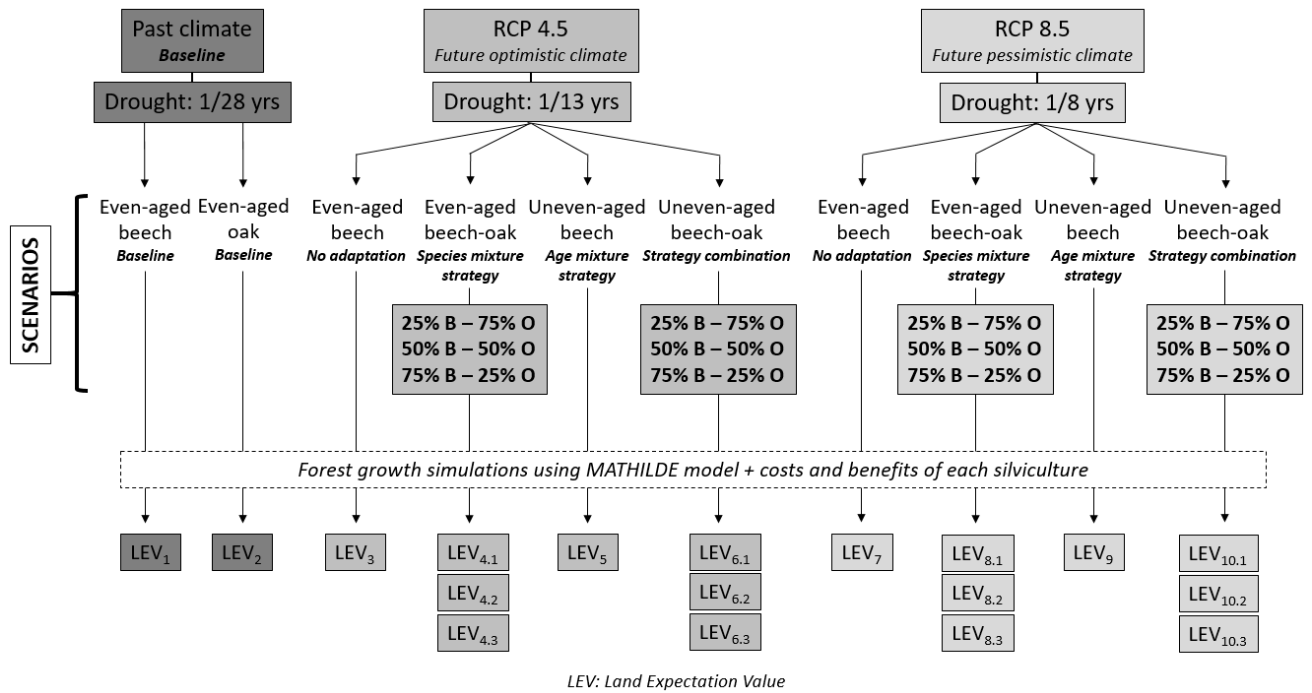 Past climate
Baseline
Drought: 1/28 yrs
RCP 4.5
Future optimistic climate
Drought: 1/13 yrs
RCP 8.5
Future pessimistic climate
Drought: 1/8 yrs
SCENARIOS
Even-aged
beech
Baseline
Even-aged
oak
Baseline
Even-aged
beech
No adaptation
Even-aged
beech-oak
Species mixture
strategy
25% B – 75% O
50% B – 50% O
75% B – 25% O
Uneven-aged
beech
Age mixture
strategy
Uneven-aged
beech-oak
Strategy combination
25% B – 75% O
50% B – 50% O
75% B – 25% O
Even-aged
beech
No adaptation
Even-aged
beech-oak
Species mixture
strategy
25% B – 75% O
50% B – 50% O
75% B – 25% O
Uneven-aged
beech
Age mixture
strategy
Uneven-aged
beech-oak
Strategy combination
25% B – 75% O
50% B – 50% O
75% B – 25% O
Forest growth simulations using MATHILDE model + costs and benefits of each silviculture
LEV1
LEV2
LEV3
LEV4.1
LEV4.2
LEV4.3
LEV5
LEV6.1
LEV6.2
LEV6.3
LEV7
LEV8.1
LEV8.2
LEV8.3
LEV9
LEV10.1
LEV10.2
LEV10.3
LEV: Land Expectation Value